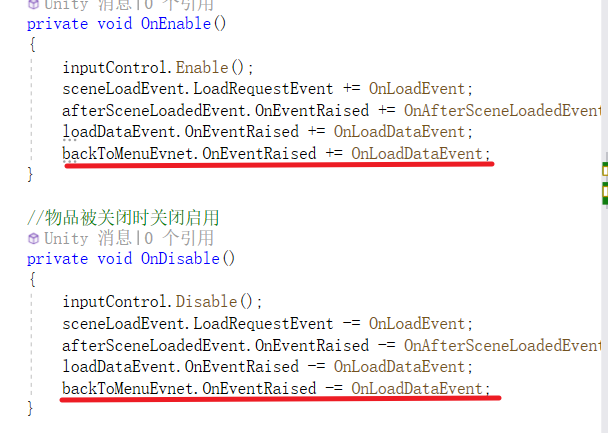 Unity 消息|0 个引用
private void OnEnable()
{
inputControl.Enable();
sceneLoadEvent.LoadRequestEvent += OnLoadEvent;
afterSceneLoadedEvent.OnEventRaised += OnAfterSceneLoadedEvent
loadDataEvent.OnEventRaised += OnLoadDataEvent;
backToMenuEvnet.OnEventRaised += OnLoadDataEvent;
}
//物品被关闭时关闭启用
Unity 消息|0 个引用
private void OnDisable()
{
inputControl.Disable();
sceneLoadEvent.LoadRequestEvent -= OnLoadEvent;
afterSceneLoadedEvent.OnEventRaised -= OnAfterSceneLoadedEvent
loadDataEvent.OnEventRaised -= OnLoadDataEvent;
backToMenuEvnet.OnEventRaised -= OnLoadDataEvent;
}